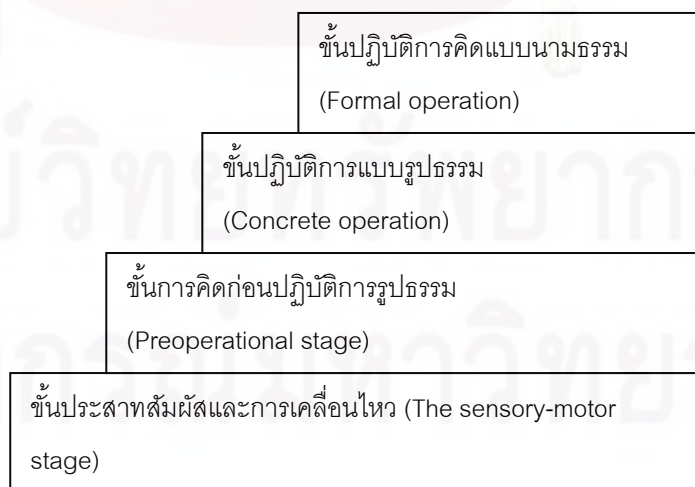 ขั้นปฏิบัติการคิดแบบนามธรรม
(Formal operation)
ขั้นปฏิบัติการแบบรูปธรรม
(Concrete operation)
ขั้นการคิดก่อนปฏิบัติการรูปธรรม
(Preoperational stage)
ขั้นประสาทสัมผัสและการเคลื่อนไหว (The sensory-motor
stage)